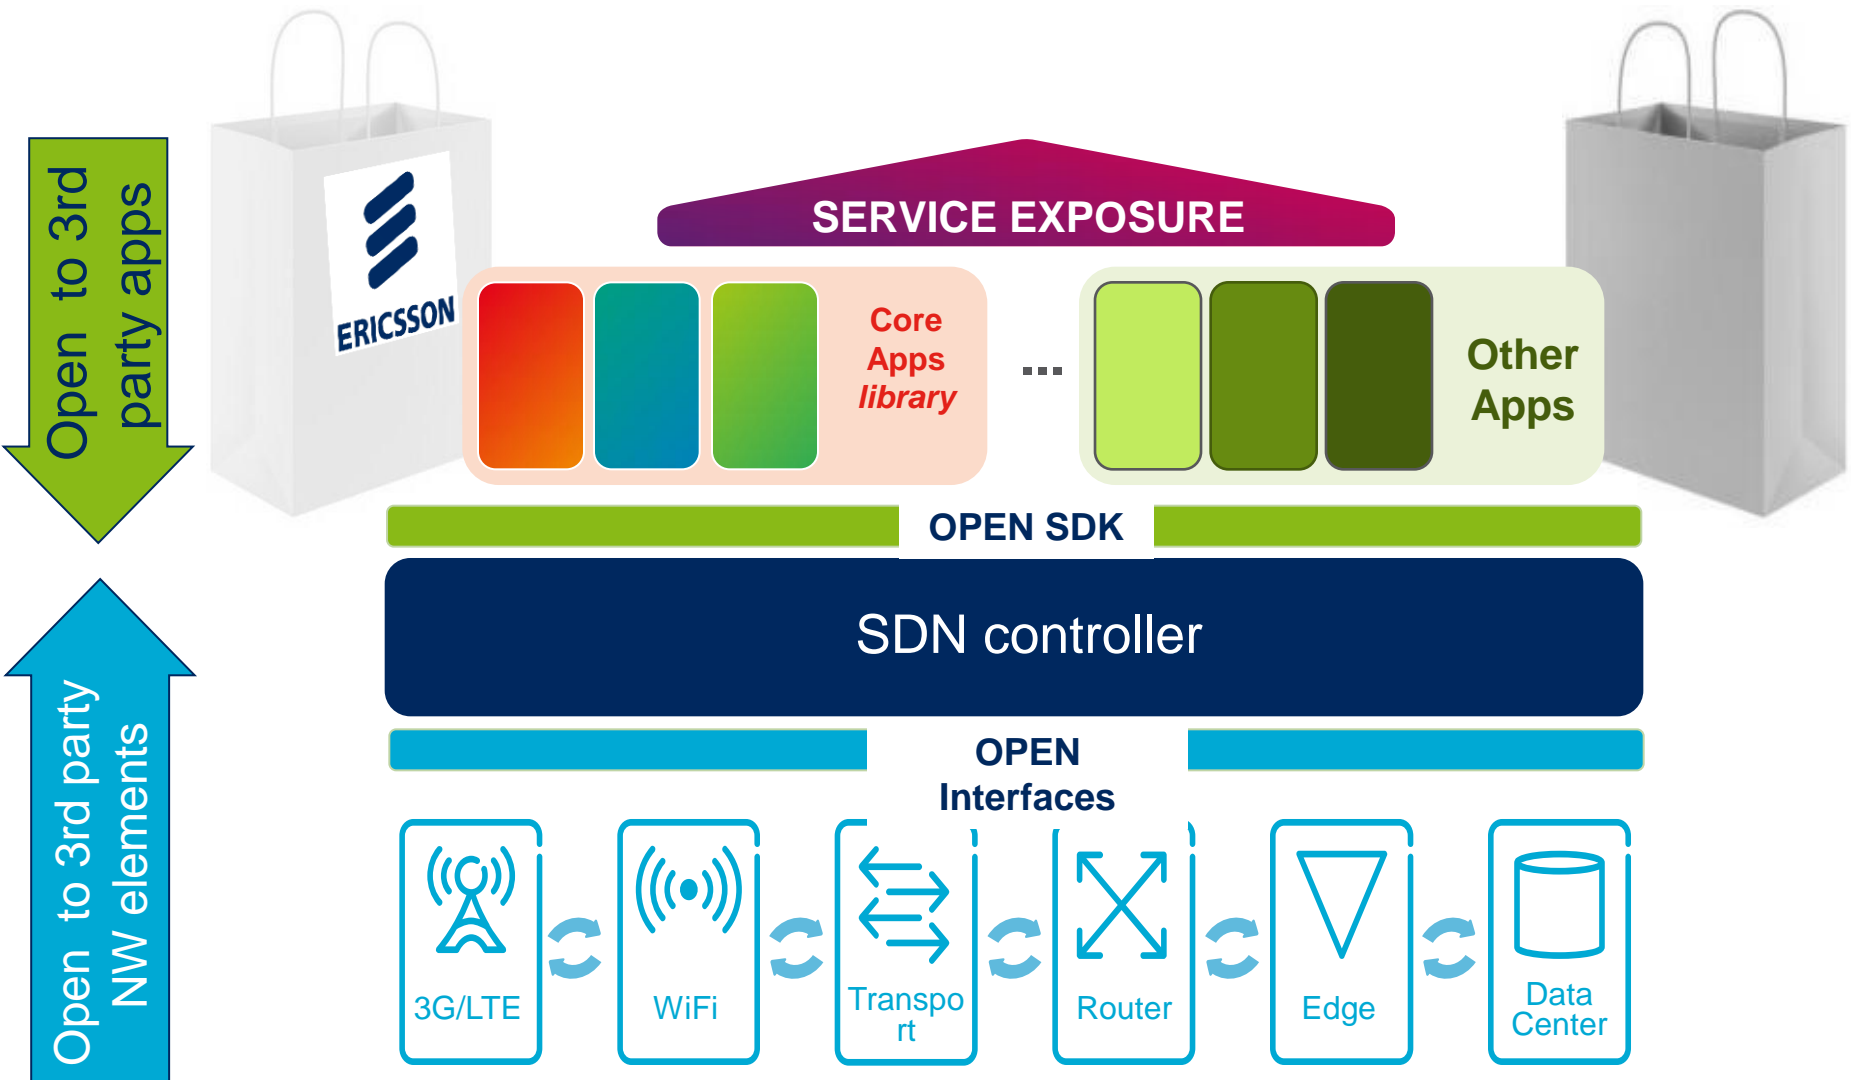 Open to 3rd
party apps
ERICSSON
SERVICE EXPOSURE
Core
Apps
library
...
Other
Apps
OPEN SDK
SDN controller
OPEN
Interfaces
Open to 3rd party
NW elements
3G/LTE
WiFi
Transpo
rt
Router
Edge
Data
Center